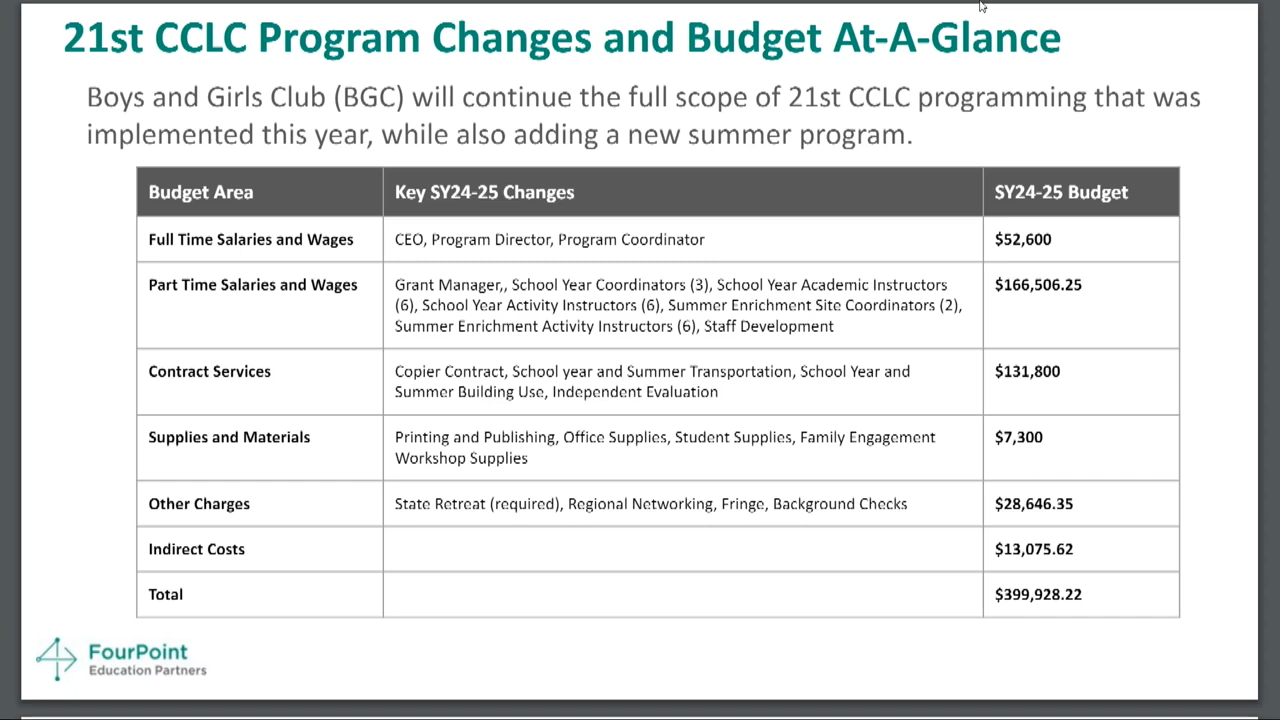 21st CCLC Program Changes and Budget At-A-Glance
Boys and Girls Club (BGC) will continue the full scope of 21st CCLC programming that was
implemented this year, while also adding a new summer program.
Budget Area Key SY24-25 Changes SY24-25 Budget
Full Time Salaries and Wages CEO, Program Director, Program Coordinator $52,600
Part Time Salaries and Wages Grant Manager,, School Year Coordinators (3), School Year Academic Instructors $166,506.25
(6), School Year Activity Instructors (6), Summer Enrichment Site Coordinators (2),
Summer Enrichment Activity Instructors (6), Staff Development
Contract Services Copier Contract, School year and Summer Transportation, School Year and $131,800
Summer Building Use, Independent Evaluation
Supplies and Materials Printing and Publishing, Office Supplies, Student Supplies, Family Engagement $7,300
Workshop Supplies
Other Charges State Retreat (required), Regional Networking, Fringe, Background Checks $28,646.35
Indirect Costs $13,075.62
Total $399,928.22
FourPoint
Education Partners